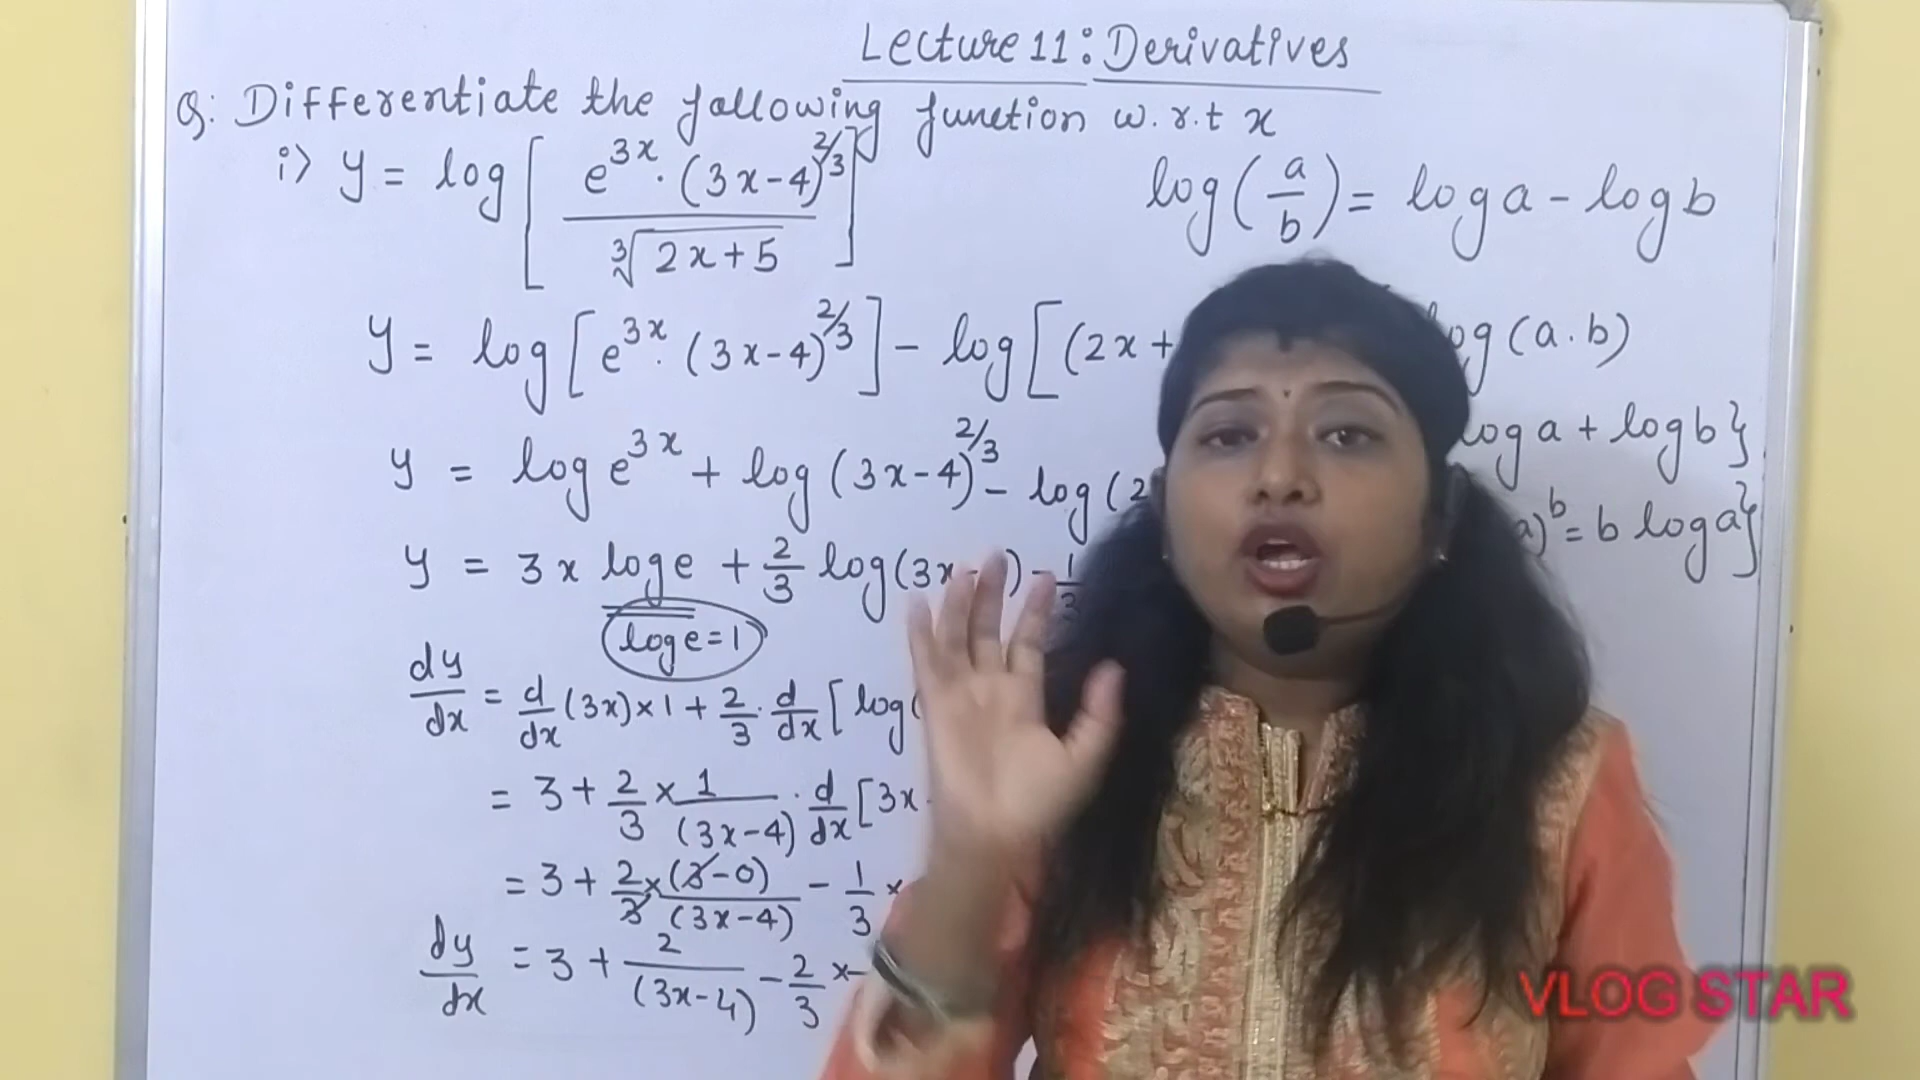 Lecture 11: Derivatives
Q: Differentiate the following function w.r.t x
i) y = log [ e^3x · (3x-4)^2/3 / ∛2x+5 ]
log(a/b) = log a - log b
y = log [ e^3x · (3x-4)^2/3 ] - log [ (2x +
log (a.b)
y = log e^3x + log (3x-4)^2/3 - log (2
log a + log b}
y = 3x log e + 2/3 log(3x- ) - 1/3
a)^b = b log a}
log e = 1
dy/dx = d/dx (3x) × 1 + 2/3 · d/dx [ log(
= 3 + 2/3 × 1/(3x-4) · d/dx [3x
= 3 + 2/3 × (3-0)/(3x-4) - 1/3 ×
dy/dx = 3 + 2/(3x-4) - 2/3 ×
VLOG STAR